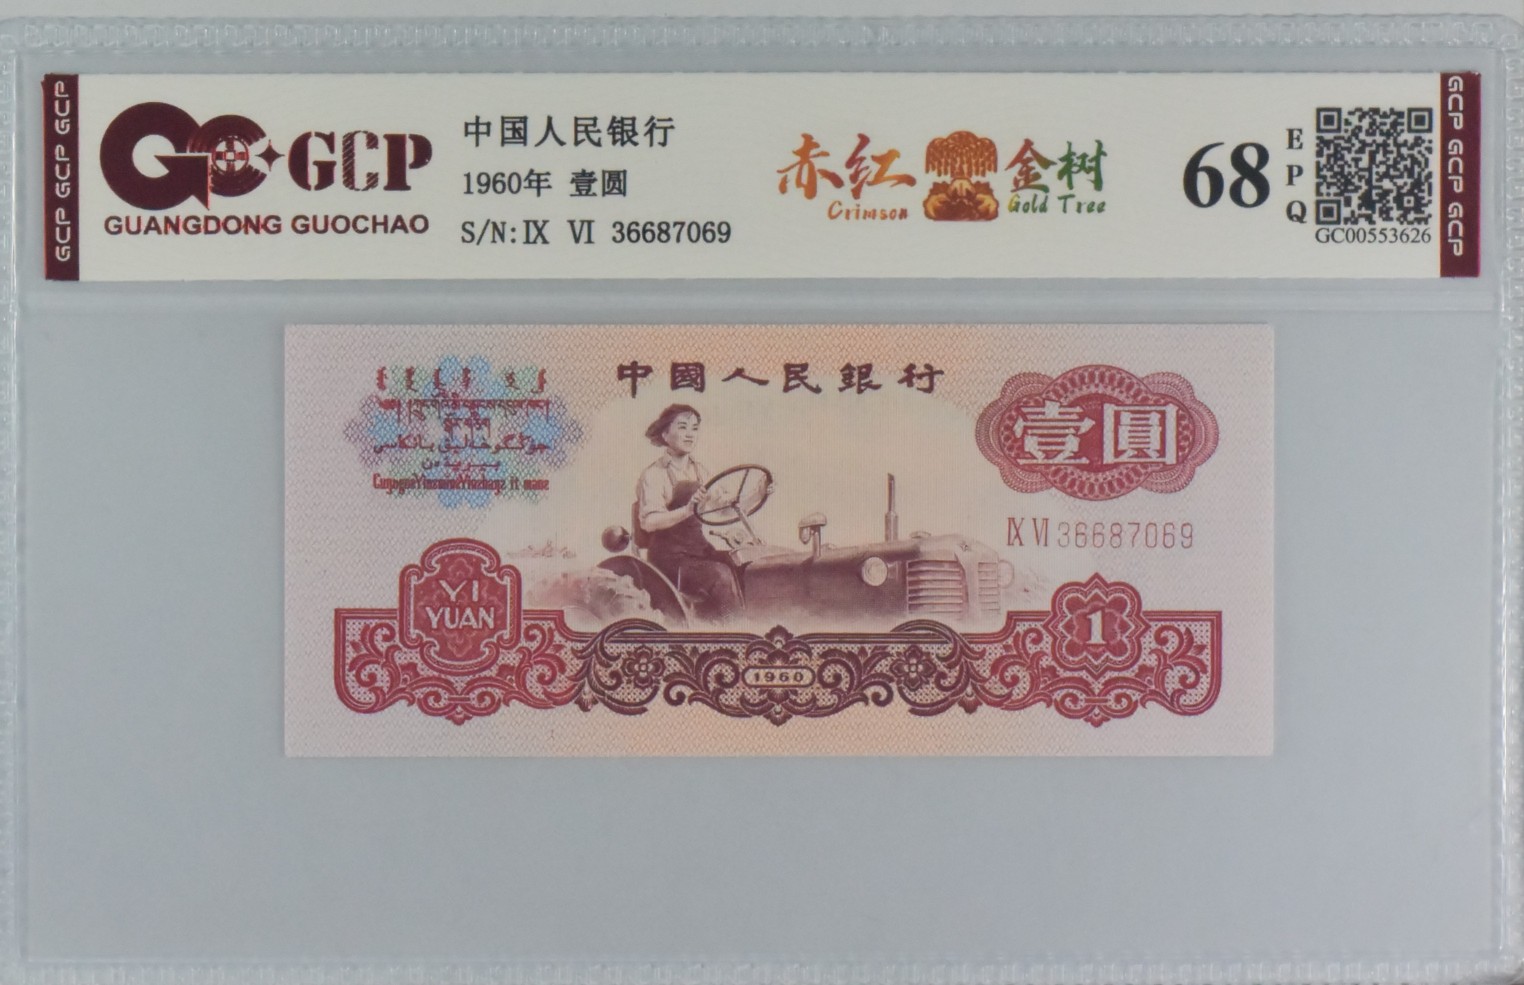 GCP GCP GCP
GCP
GUANGDONG GUOCHAO
中国人民银行
1960年 壹圆
S/N:Ⅸ Ⅵ 36687069
赤红 金树
Crimson Gold Tree
68
EPQ
GC00553626
GCP GCP GCP
中國人民銀行
壹圓
Ⅸ Ⅵ 36687069
YI
YUAN
1
1960